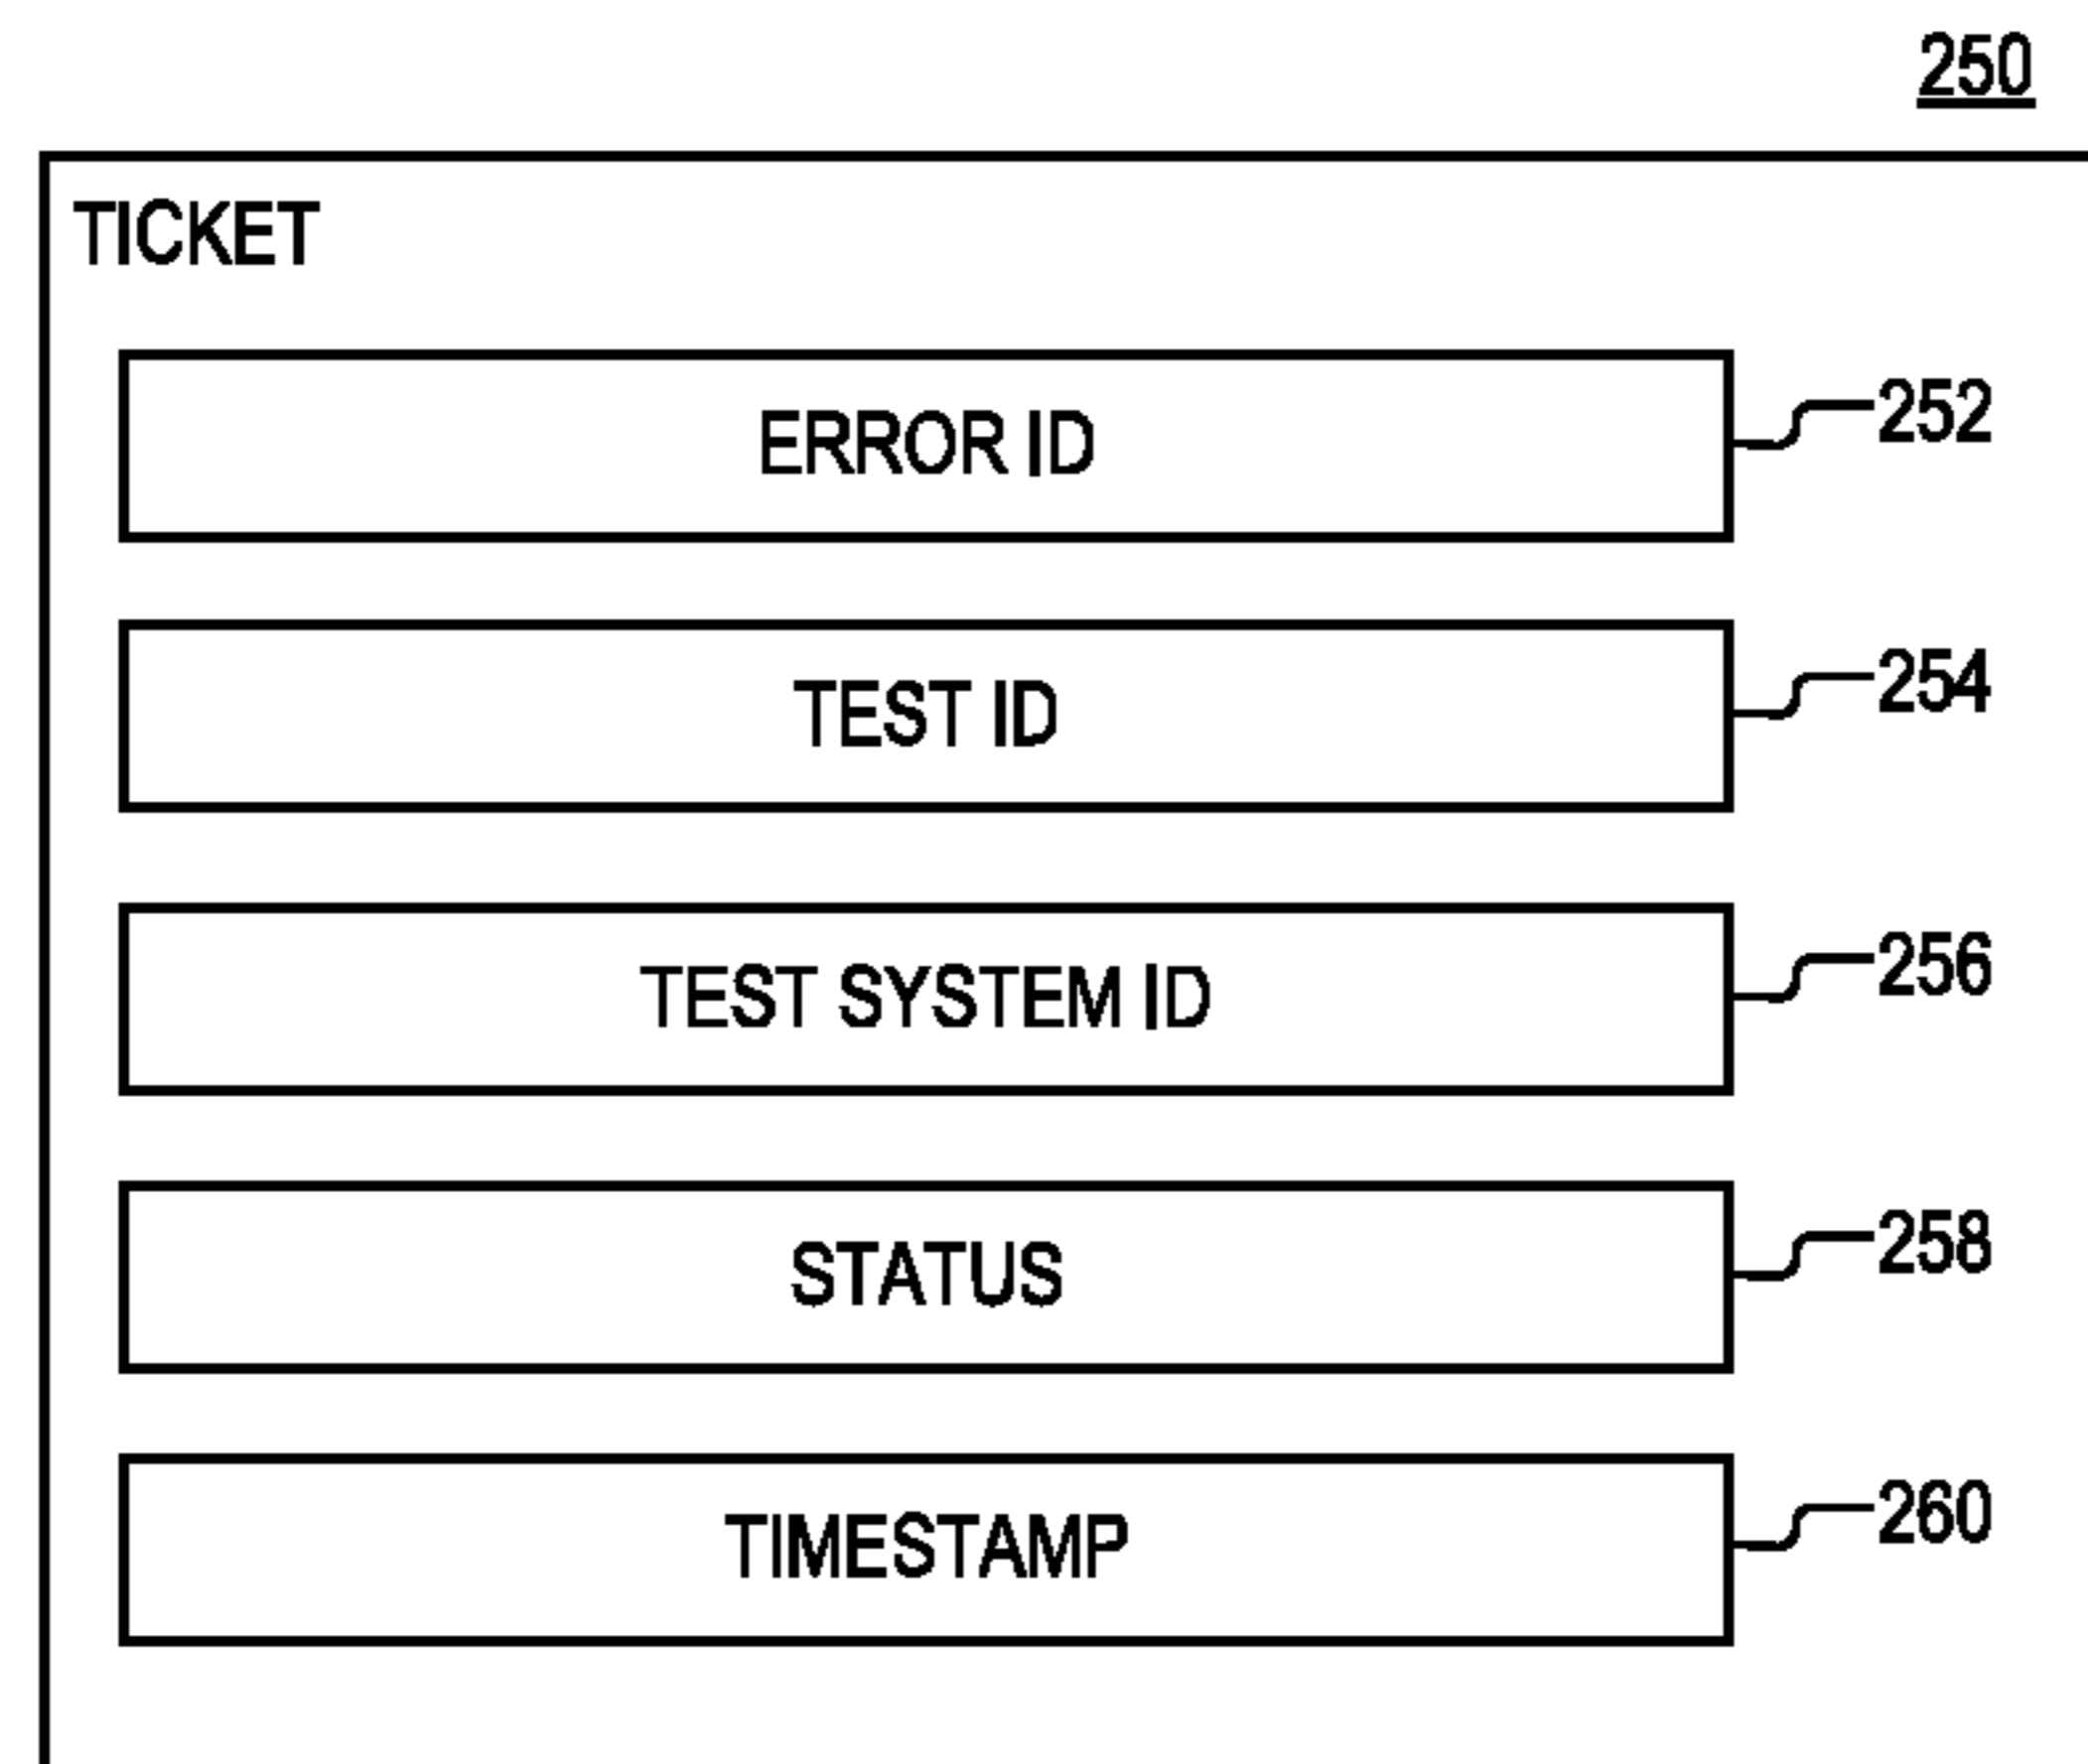 250
TICKET
ERROR ID
252
TEST ID
254
TEST SYSTEM ID
256
STATUS
258
TIMESTAMP
260